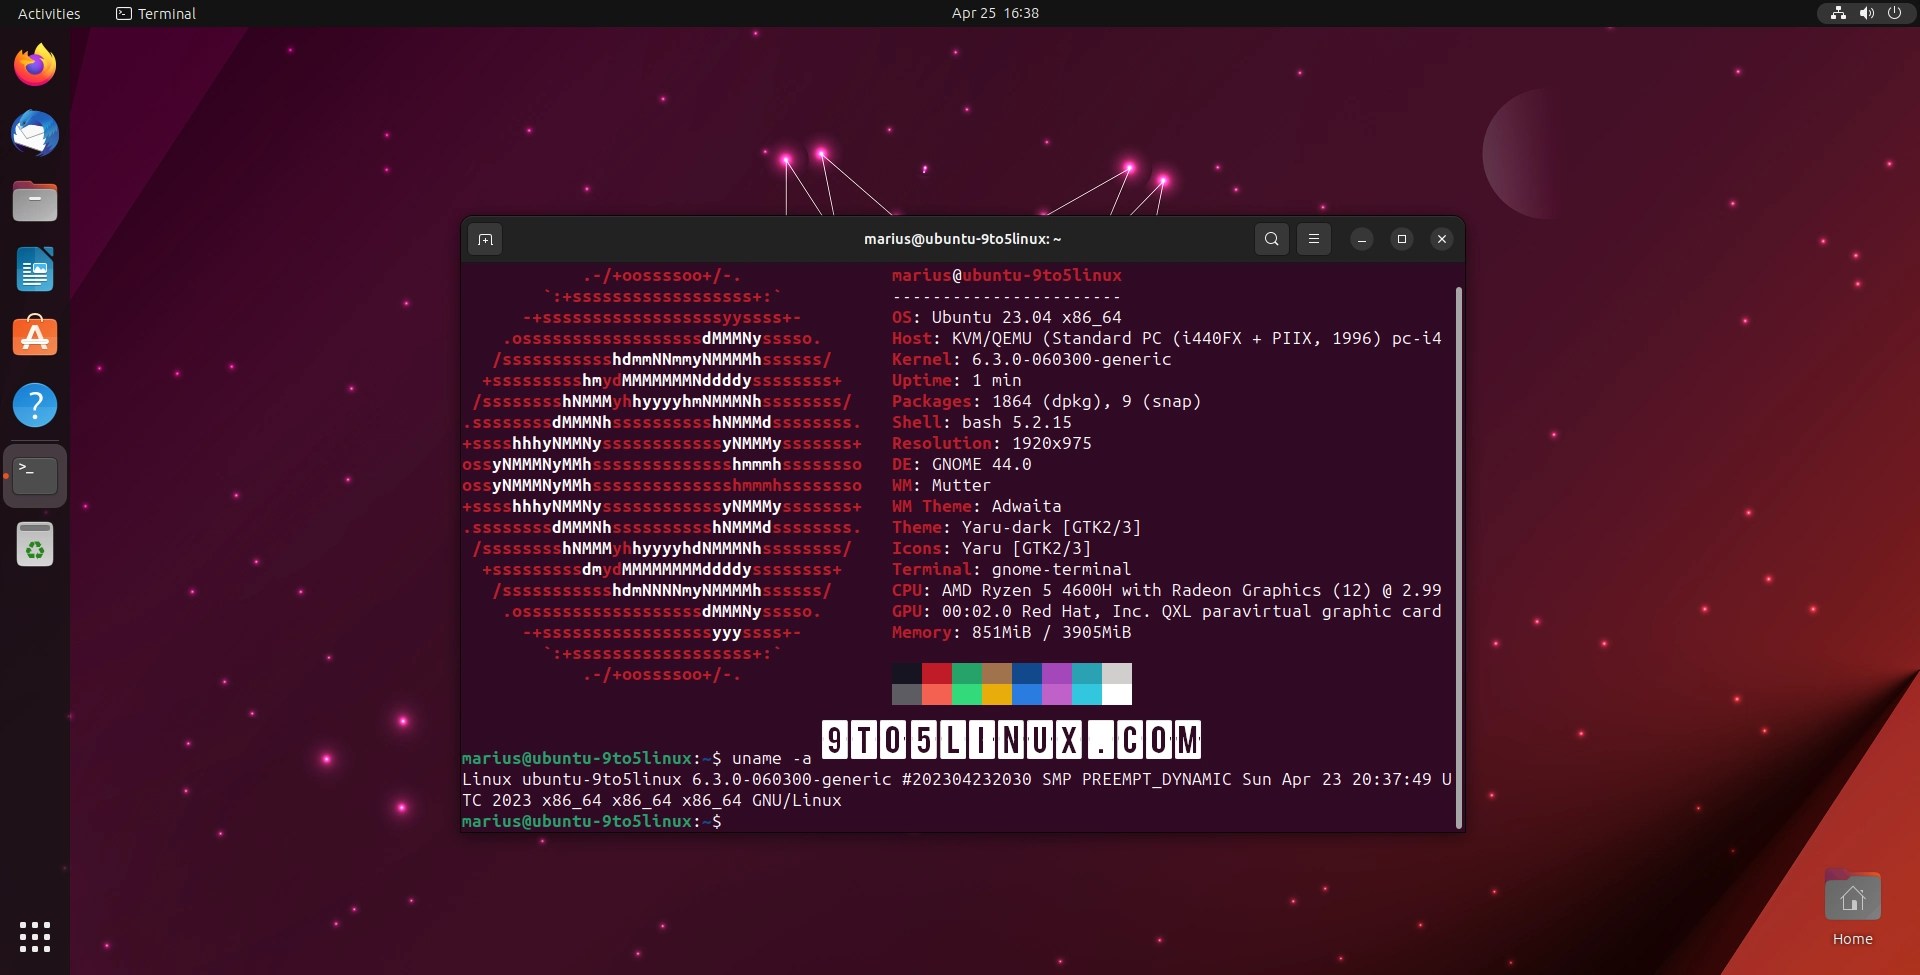 Activities
Terminal
Apr 25 16:38
marius@ubuntu-9to5linux: ~
.-/+oossssoo+/-.               marius@ubuntu-9to5linux
`:+ssssssssssssssssss+:`           -----------------------
-+ssssssssssssssssssyyssss+-         OS: Ubuntu 23.04 x86_64
.ossssssssssssssssssdMMMNysssso.       Host: KVM/QEMU (Standard PC (i440FX + PIIX, 1996) pc-i4
/ssssssssssshdmmNNmmyNMMMMhssssss/      Kernel: 6.3.0-060300-generic
+ssssssssshmydMMMMMMMNddddyssssssss+     Uptime: 1 min
/sssssssshNMMMyhhyyyyhmNMMMNhssssssss/    Packages: 1864 (dpkg), 9 (snap)
.ssssssssdMMMNhsssssssssshNMMMdssssssss.   Shell: bash 5.2.15
+sssshhhyNMMNyssssssssssssyNMMMysssssss+   Resolution: 1920x975
ossyNMMMNyMMhsssssssssssssshmmmhssssssso   DE: GNOME 44.0
ossyNMMMNyMMhsssssssssssssshmmmhssssssso   WM: Mutter
+sssshhhyNMMNyssssssssssssyNMMMysssssss+   WM Theme: Adwaita
.ssssssssdMMMNhsssssssssshNMMMdssssssss.   Theme: Yaru-dark [GTK2/3]
/sssssssshNMMMyhhyyyyhdNMMMNhssssssss/    Icons: Yaru [GTK2/3]
+sssssssssdmydMMMMMMMMddddyssssssss+     Terminal: gnome-terminal
/ssssssssssshdmNNNNmyNMMMMhssssss/      CPU: AMD Ryzen 5 4600H with Radeon Graphics (12) @ 2.99
.ossssssssssssssssssdMMMNysssso.       GPU: 00:02.0 Red Hat, Inc. QXL paravirtual graphic card
-+sssssssssssssssssyyyssss+-         Memory: 851MiB / 3905MiB
`:+ssssssssssssssssss+:`
.-/+oossssoo+/-.
9TO5LINUX.COM
marius@ubuntu-9to5linux:~$ uname -a
Linux ubuntu-9to5linux 6.3.0-060300-generic #202304232030 SMP PREEMPT_DYNAMIC Sun Apr 23 20:37:49 U
TC 2023 x86_64 x86_64 x86_64 GNU/Linux
marius@ubuntu-9to5linux:~$
Home